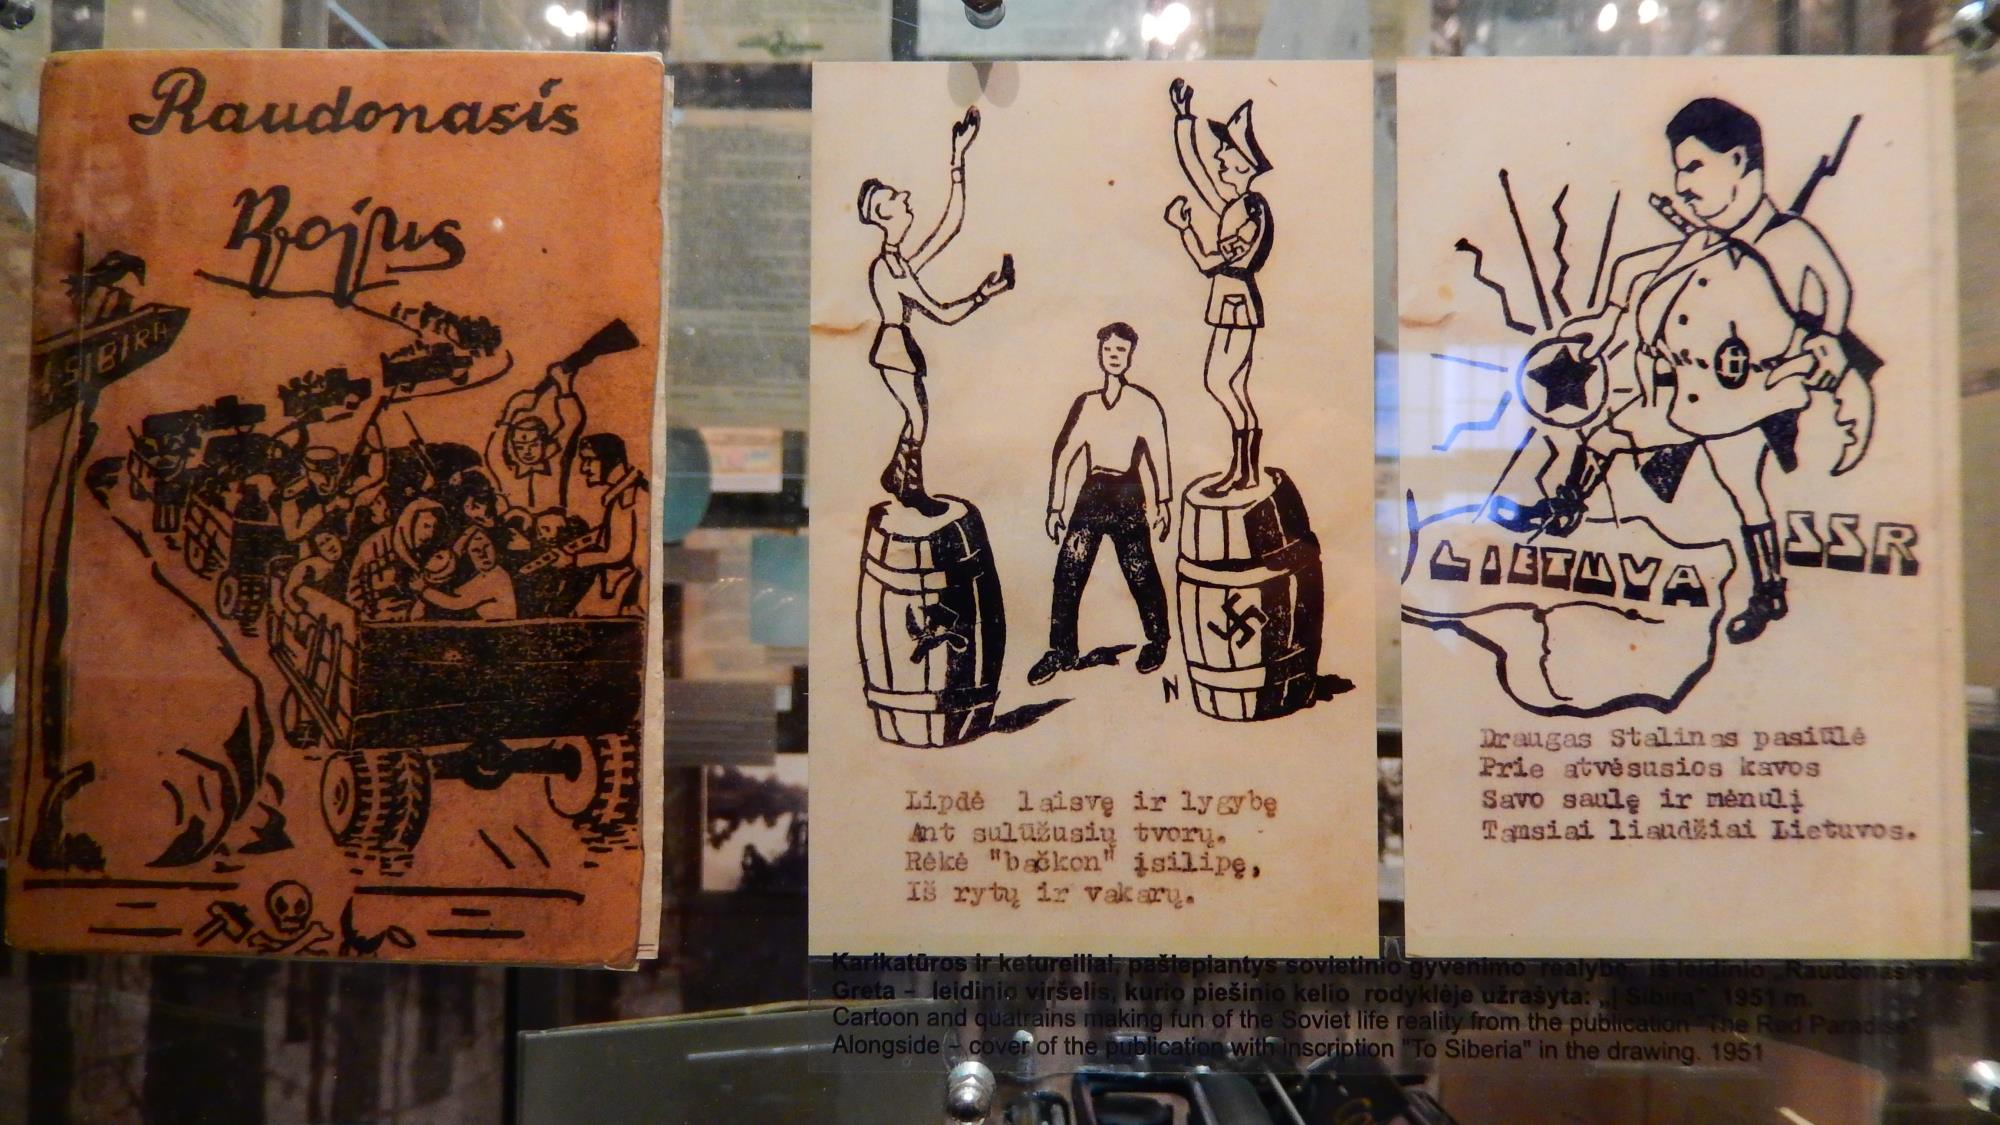 Raudonasis
Rojus
Į SIBIRĄ
Lipdė laisvę ir lygybę
Ant sulūžusių tvorų.
Rėkė "bačkon" įsilipę,
Iš rytų ir vakarų.
N
LIETUVA
SSR
Draugas Stalinas pasiūlė
Prie atvėsusios kavos
Savo saulę ir mėnulį
Tamsiai liaudžiai Lietuvos.
Karikatūros ir ketureiliai, pašiepiantys sovietinio gyvenimo realybę. Iš leidinio „Raudonasis rojus
Greta – leidinio viršelis, kurio piešinio kelio rodyklėje užrašyta: „Į Sibirą". 1951 m.
Cartoon and quatrains making fun of the Soviet life reality from the publication "The Red Paradise"
Alongside – cover of the publication with inscription "To Siberia" in the drawing. 1951